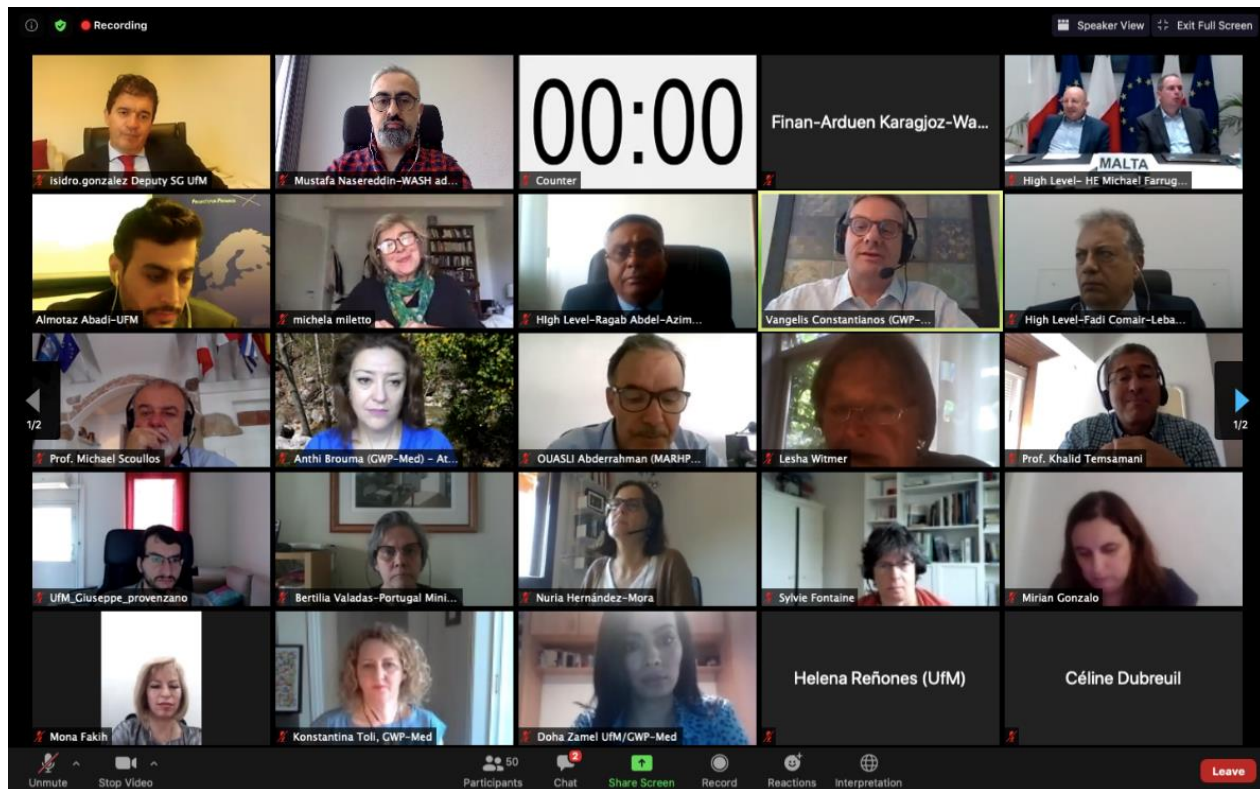 Recording
Speaker View Exit Full Screen
isidro.gonzalez Deputy SG UfM
Mustafa Nasereddin-WASH ad...
00:00
Counter
Finan-Arduen Karagjoz-Wa...
MALTA
High Level- HE Michael Farrug...
Almotaz Abadi-UFM
michela miletto
HIgh Level-Ragab Abdel-Azim...
Vangelis Constantianos (GWP-...
High Level-Fadi Comair-Leba...
1/2
Prof. Michael Scoullos
Anthi Brouma (GWP-Med) - At...
OUASLI Abderrahman (MARHP...
Lesha Witmer
Prof. Khalid Temsamani
1/2
UfM_Giuseppe_provenzano
Bertilia Valadas-Portugal Mini...
Nuria Hernández-Mora
Sylvie Fontaine
Mirian Gonzalo
Mona Fakih
Konstantina Toli, GWP-Med
Doha Zamel UfM/GWP-Med
Helena Reñones (UfM)
Céline Dubreuil
Unmute
Stop Video
Participants 50
Chat 2
Share Screen
Record
Reactions
Interpretation
Leave